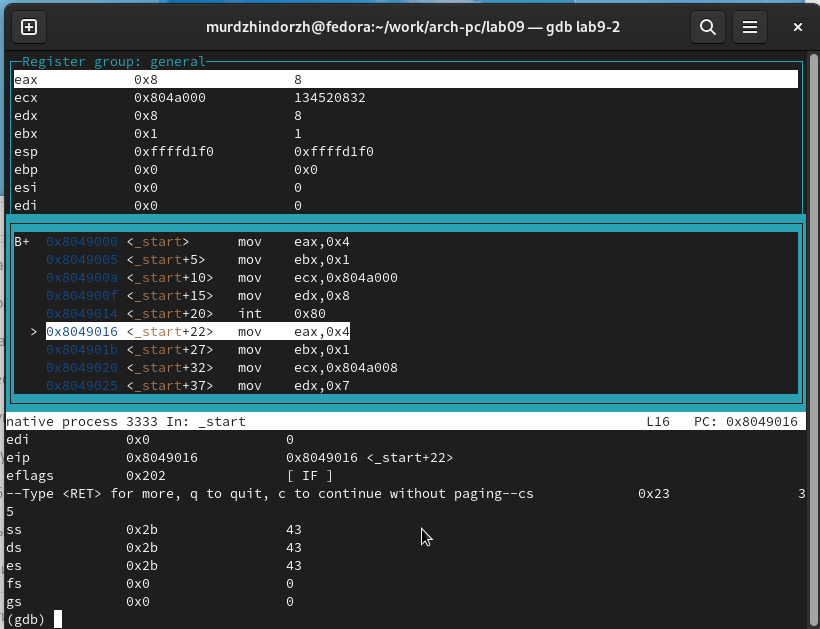 murdzhindorzh@fedora:~/work/arch-pc/lab09 — gdb lab9-2
Register group: general
eax 0x8 8
ecx 0x804a000 134520832
edx 0x8 8
ebx 0x1 1
esp 0xffffd1f0 0xffffd1f0
ebp 0x0 0x0
esi 0x0 0
edi 0x0 0
B+ 0x8049000 <_start> mov eax,0x4
0x8049005 <_start+5> mov ebx,0x1
0x804900a <_start+10> mov ecx,0x804a000
0x804900f <_start+15> mov edx,0x8
0x8049014 <_start+20> int 0x80
> 0x8049016 <_start+22> mov eax,0x4
0x804901b <_start+27> mov ebx,0x1
0x8049020 <_start+32> mov ecx,0x804a008
0x8049025 <_start+37> mov edx,0x7
native process 3333 In: _start L16 PC: 0x8049016
edi 0x0 0
eip 0x8049016 0x8049016 <_start+22>
eflags 0x202 [ IF ]
--Type <RET> for more, q to quit, c to continue without paging--cs 0x23 3
5
ss 0x2b 43
ds 0x2b 43
es 0x2b 43
fs 0x0 0
gs 0x0 0
(gdb)